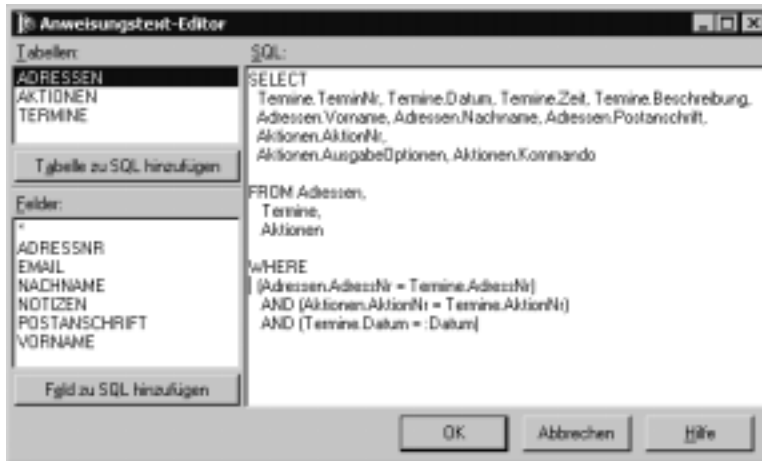 Anweisungstext-Editor
Tabellen:
ADRESSEN
AKTIONEN
TERMINE
Tabelle zu SQL hinzufügen
Felder:
*
ADRESSNR
EMAIL
NACHNAME
NOTIZEN
POSTANSCHRIFT
VORNAME
Feld zu SQL hinzufügen
SQL:
SELECT
Termine.TerminNr, Termine.Datum, Termine.Zeit, Termine.Beschreibung,
Adressen.Vorname, Adressen.Nachname, Adressen.Postanschrift,
Aktionen.AktionNr,
Aktionen.AusgabeOptionen, Aktionen.Kommando
FROM Adressen,
Termine,
Aktionen
WHERE
(Adressen.AdressNr = Termine.AdressNr)
AND (Aktionen.AktionNr = Termine.AktionNr)
AND (Termine.Datum = :Datum)
OK
Abbrechen
Hilfe